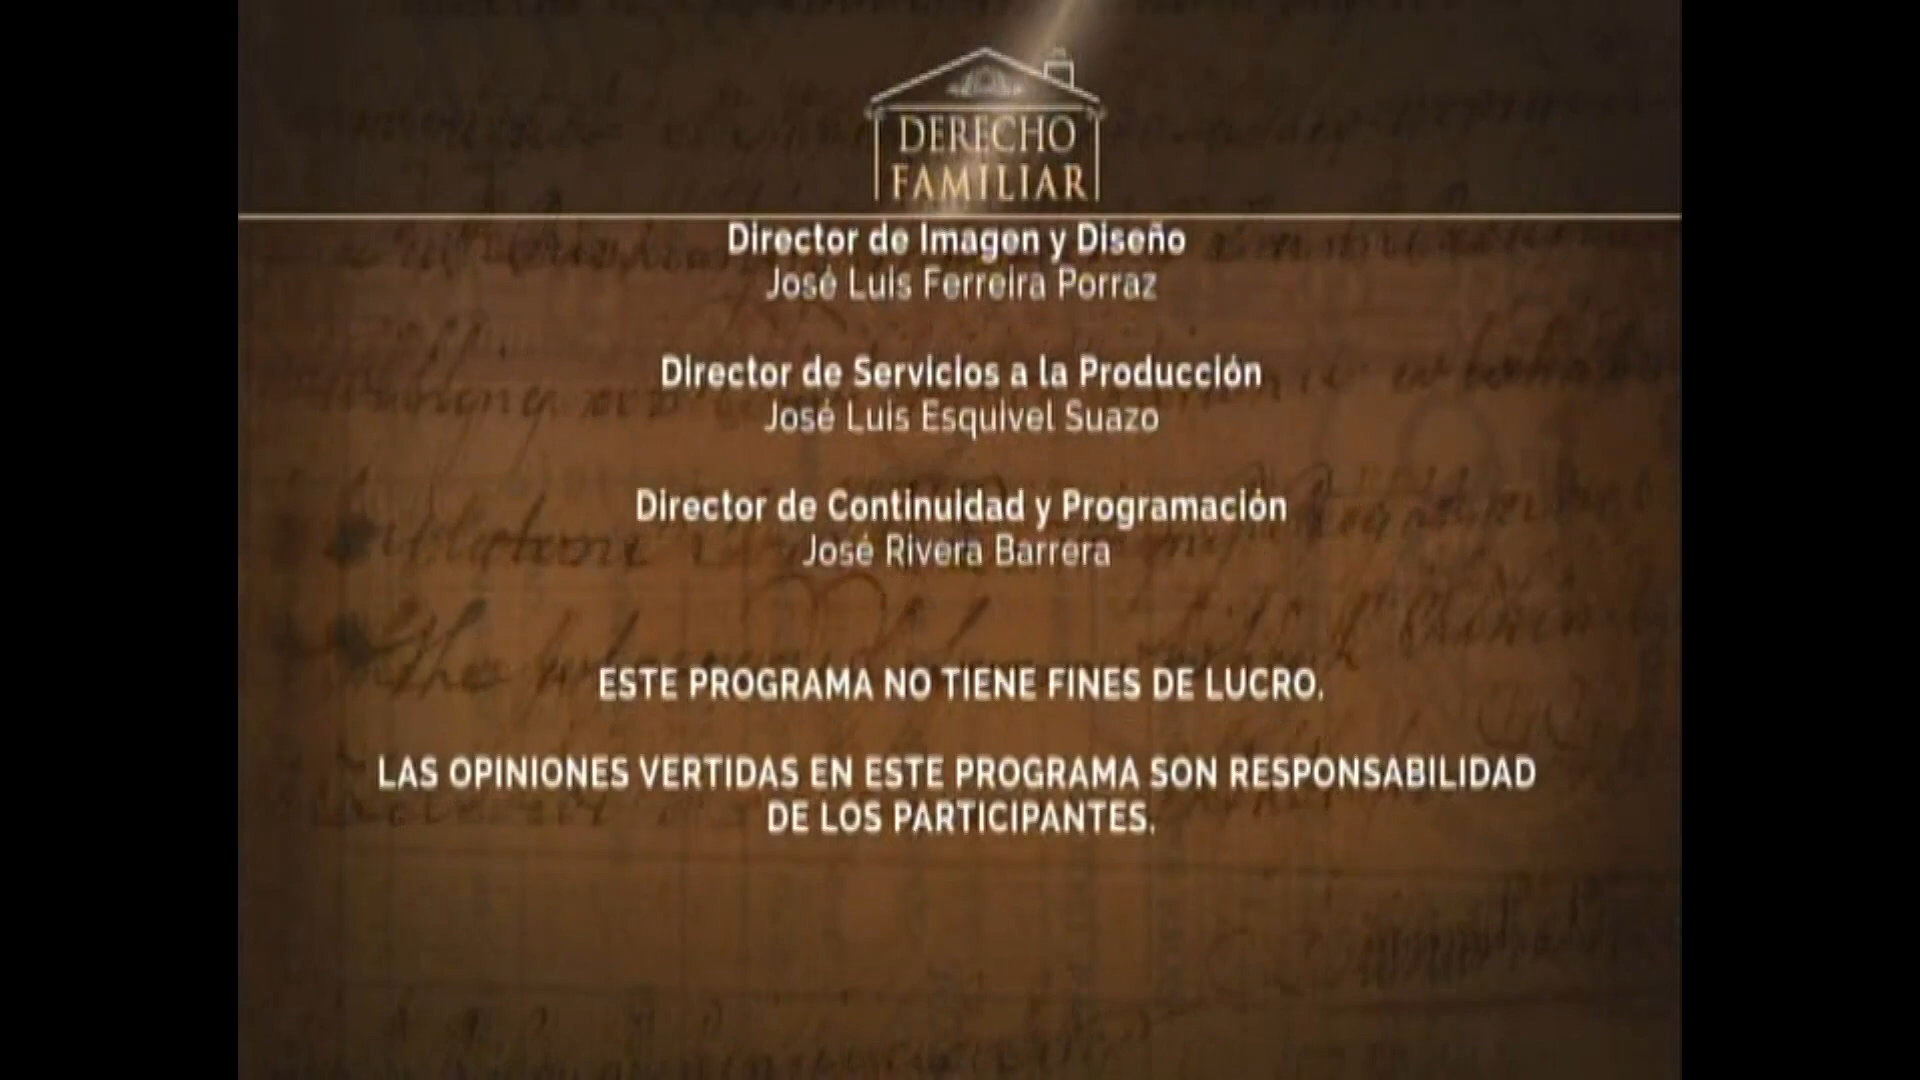 DERECHO
FAMILIAR
Director de Imagen y Diseño
José Luis Ferreira Porraz
Director de Servicios a la Producción
José Luis Esquivel Suazo
Director de Continuidad y Programación
José Rivera Barrera
ESTE PROGRAMA NO TIENE FINES DE LUCRO.
LAS OPINIONES VERTIDAS EN ESTE PROGRAMA SON RESPONSABILIDAD
DE LOS PARTICIPANTES.